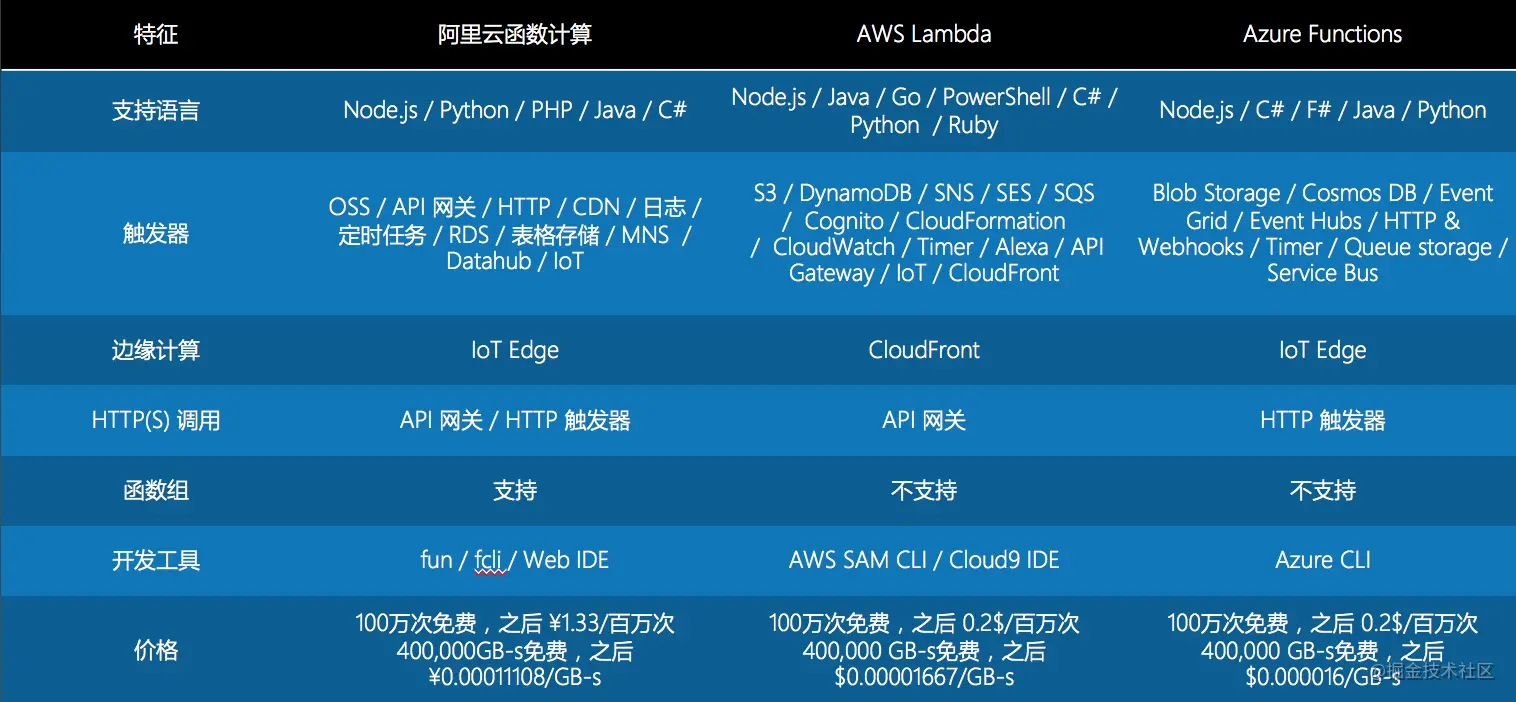 特征
阿里云函数计算
AWS Lambda
Azure Functions
支持语言
Node.js / Python / PHP / Java / C#
Node.js / Java / Go / PowerShell / C# /
Python / Ruby
Node.js / C# / F# / Java / Python
触发器
OSS / API 网关 / HTTP / CDN / 日志 /
定时任务 / RDS / 表格存储 / MNS /
Datahub / IoT
S3 / DynamoDB / SNS / SES / SQS
/ Cognito / CloudFormation
/ CloudWatch / Timer / Alexa / API
Gateway / IoT / CloudFront
Blob Storage / Cosmos DB / Event
Grid / Event Hubs / HTTP &
Webhooks / Timer / Queue storage /
Service Bus
边缘计算
IoT Edge
CloudFront
IoT Edge
HTTP(S) 调用
API 网关 / HTTP 触发器
API 网关
HTTP 触发器
函数组
支持
不支持
不支持
开发工具
fun / fcli / Web IDE
AWS SAM CLI / Cloud9 IDE
Azure CLI
价格
100万次免费，之后 ¥1.33/百万次
400,000GB-s免费，之后
¥0.00011108/GB-s
100万次免费，之后 0.2$/百万次
400,000 GB-s免费，之后
$0.00001667/GB-s
100万次免费，之后 0.2$/百万次
400,000 GB-s免费，之后
$0.000016/GB-s
@掘金技术社区